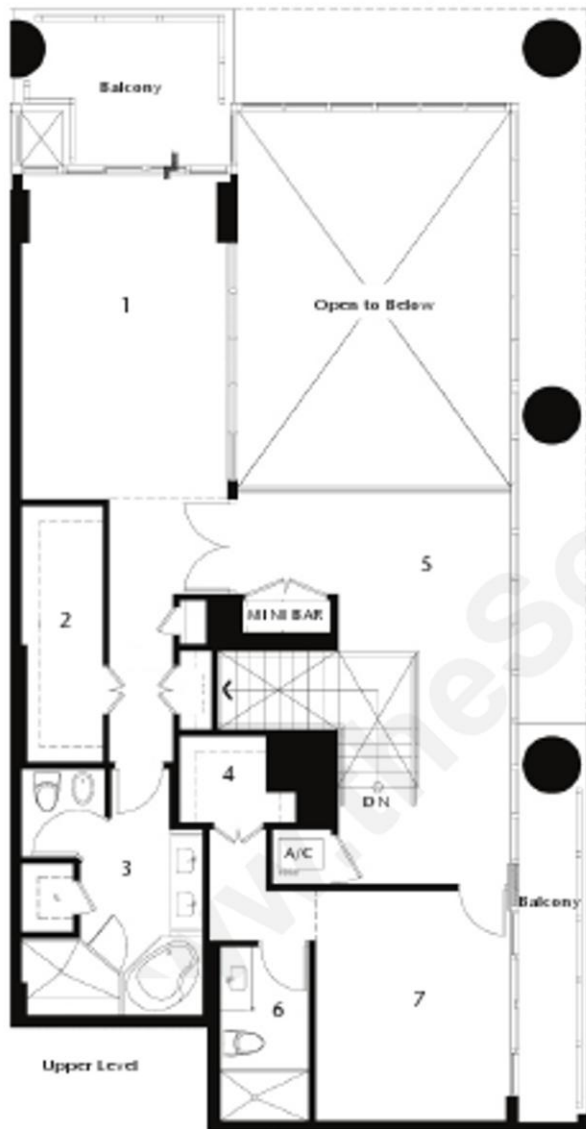 Balcony
1
Open to Below
5
2
MINI BAR
4
DN
3
A/C
Balcony
7
6
Upper Level